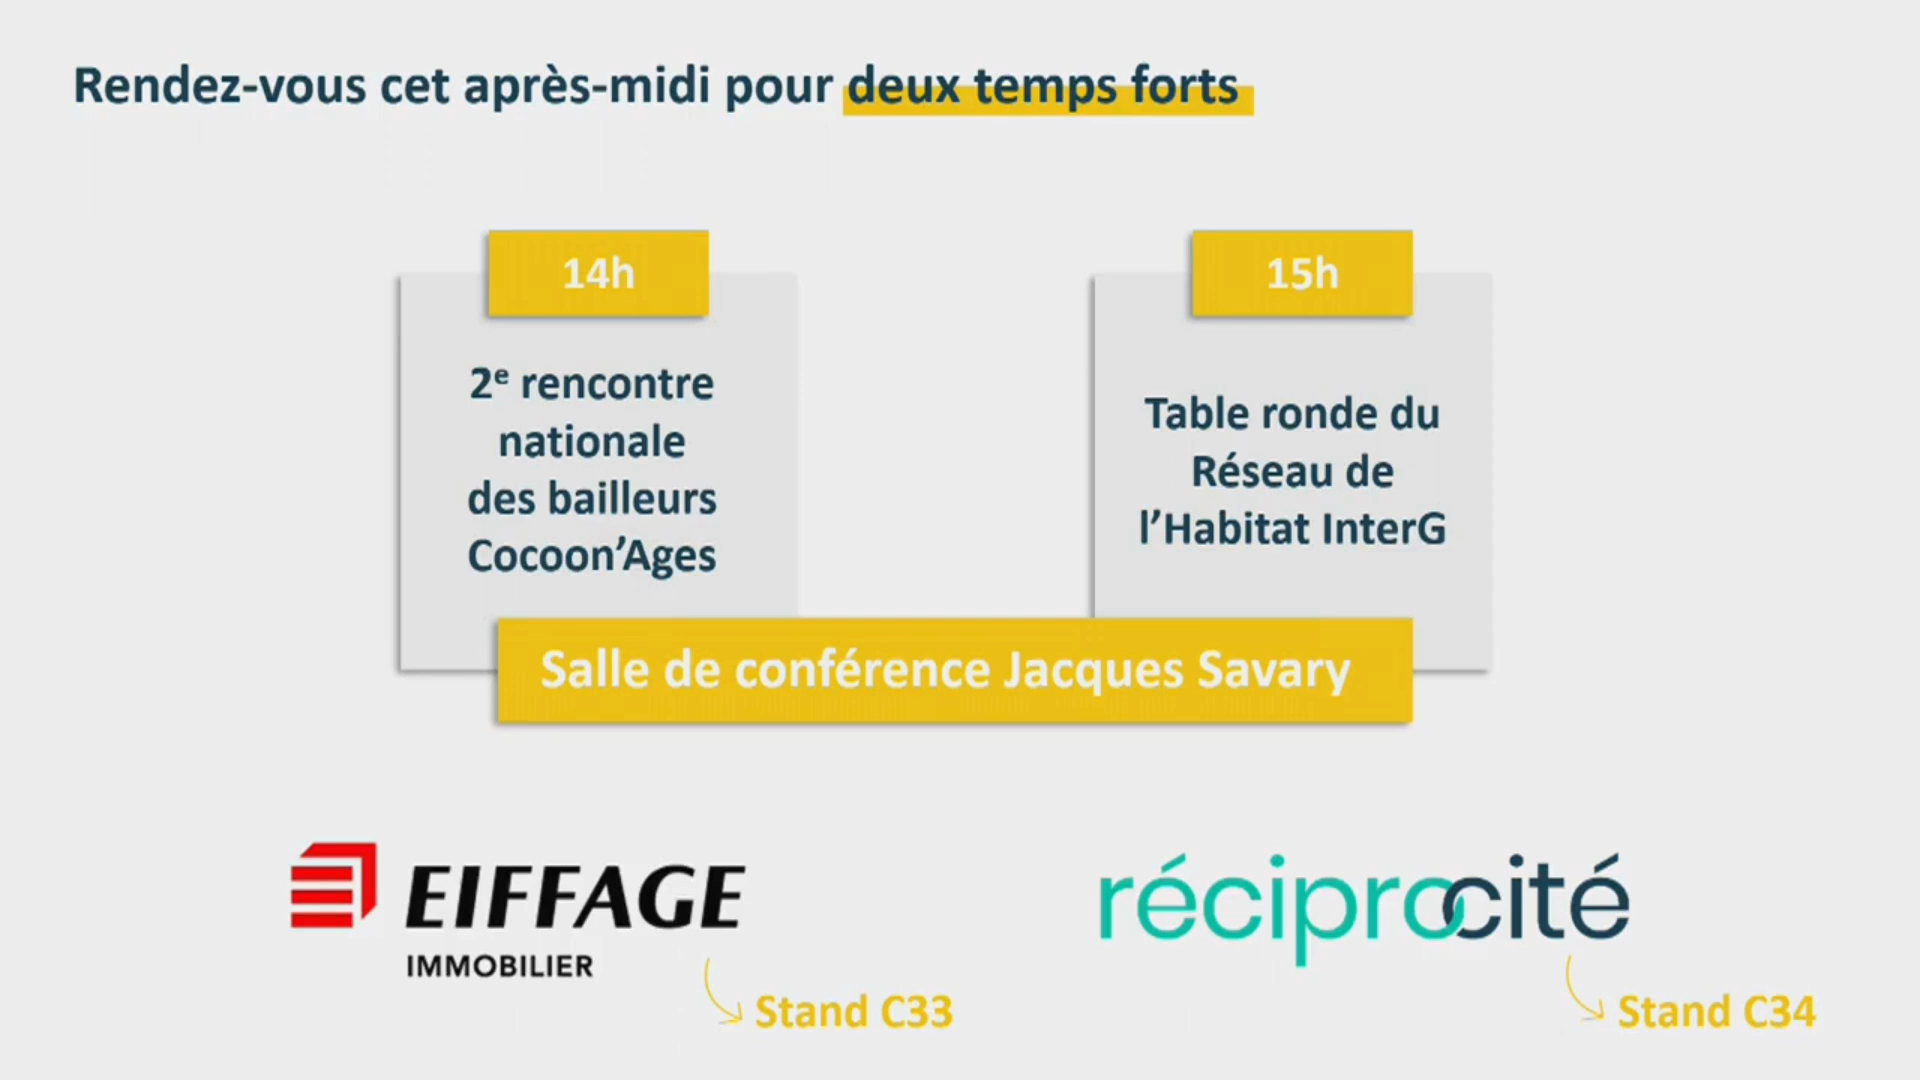 Rendez-vous cet après-midi pour deux temps forts
14h
2e rencontre
nationale
des bailleurs
Cocoon’Ages
15h
Table ronde du
Réseau de
l’Habitat InterG
Salle de conférence Jacques Savary
EIFFAGE
IMMOBILIER
Stand C33
réciprocité
Stand C34